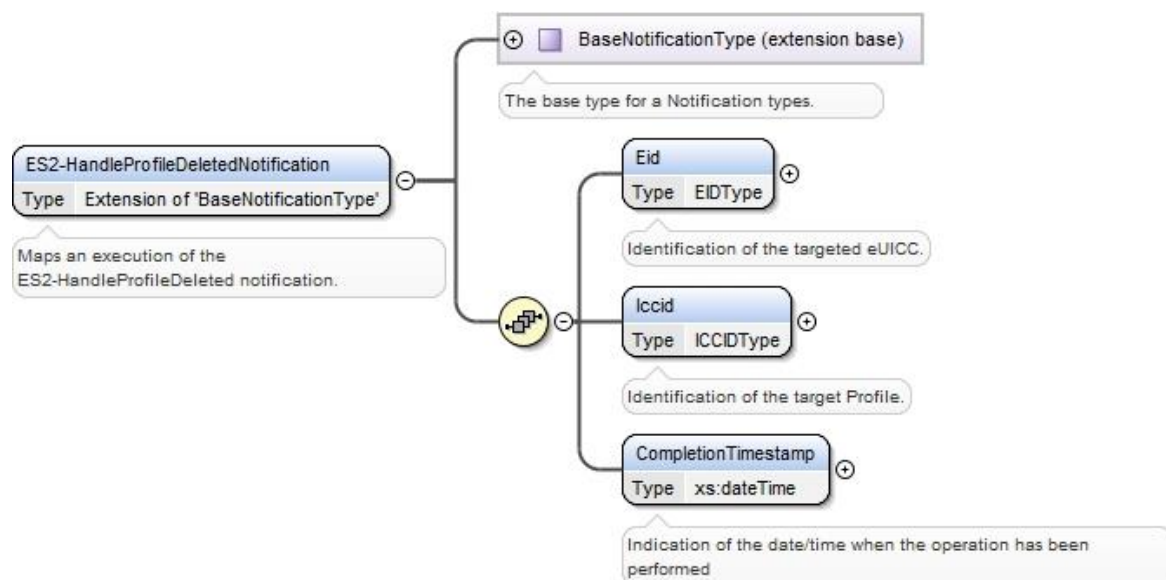 BaseNotificationType (extension base)
The base type for a Notification types.
ES2-HandleProfileDeletedNotification
Type Extension of 'BaseNotificationType'
Maps an execution of the
ES2-HandleProfileDeleted notification.
Eid
Type EIDType
Identification of the targeted eUICC.
Iccid
Type ICCIDType
Identification of the target Profile.
CompletionTimestamp
Type xs:dateTime
Indication of the date/time when the operation has been
performed